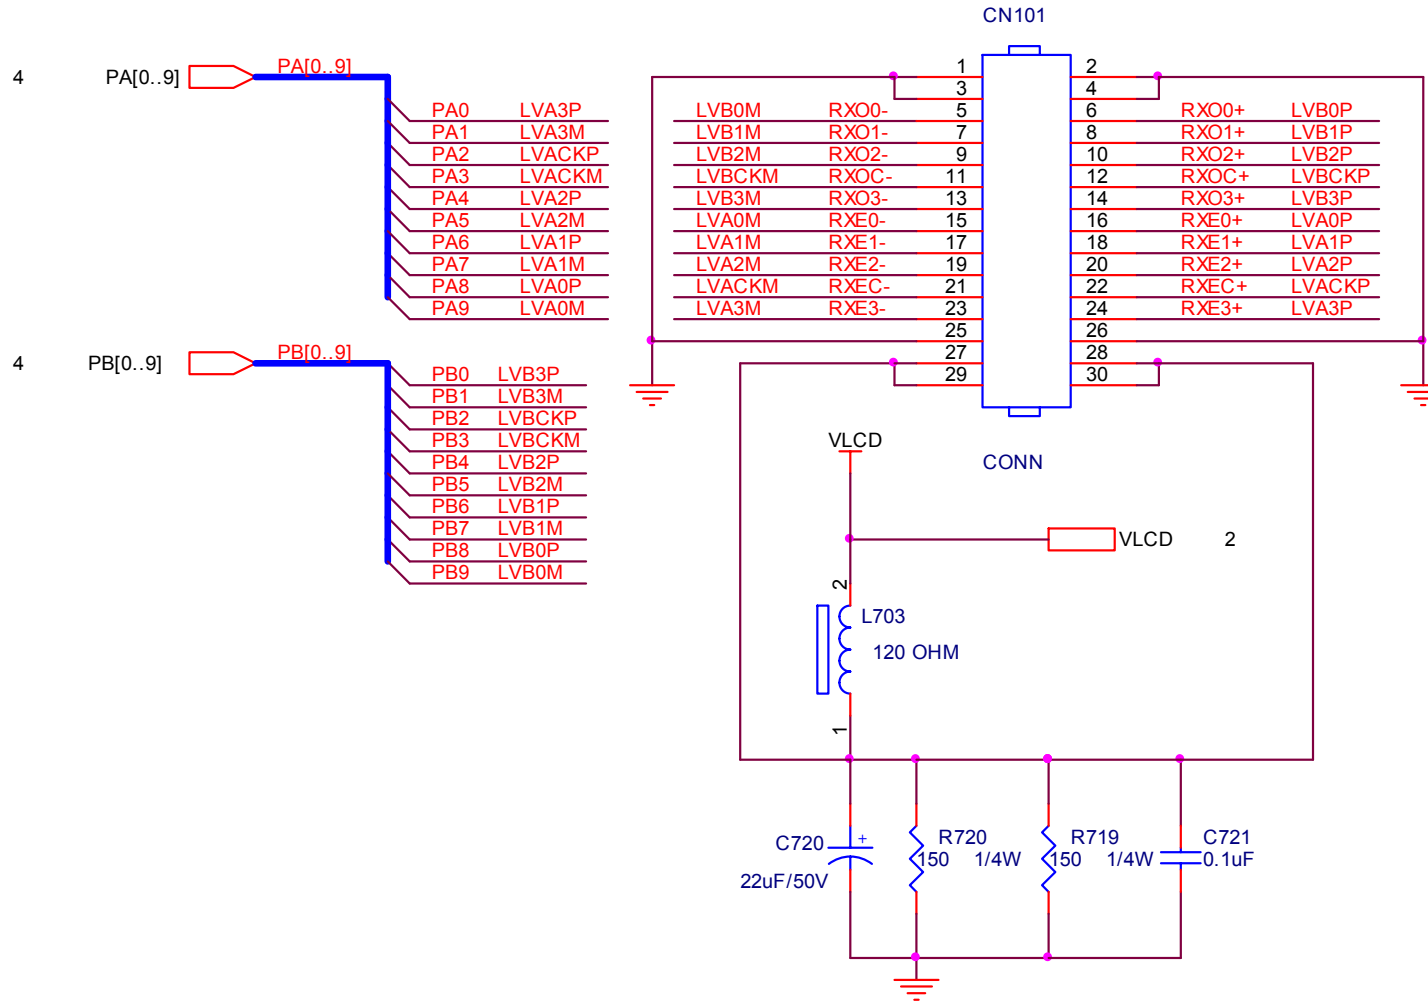 CN101
4 PA[0..9] PA[0..9]
PA0 LVA3P
PA1 LVA3M
PA2 LVACKP
PA3 LVACKM
PA4 LVA2P
PA5 LVA2M
PA6 LVA1P
PA7 LVA1M
PA8 LVA0P
PA9 LVA0M
4 PB[0..9] PB[0..9]
PB0 LVB3P
PB1 LVB3M
PB2 LVBCKP
PB3 LVBCKM
PB4 LVB2P
PB5 LVB2M
PB6 LVB1P
PB7 LVB1M
PB8 LVB0P
PB9 LVB0M
1 2
3 4
LVB0M RXO0- 5 6 RXO0+ LVB0P
LVB1M RXO1- 7 8 RXO1+ LVB1P
LVB2M RXO2- 9 10 RXO2+ LVB2P
LVBCKM RXOC- 11 12 RXOC+ LVBCKP
LVB3M RXO3- 13 14 RXO3+ LVB3P
LVA0M RXE0- 15 16 RXE0+ LVA0P
LVA1M RXE1- 17 18 RXE1+ LVA1P
LVA2M RXE2- 19 20 RXE2+ LVA2P
LVACKM RXEC- 21 22 RXEC+ LVACKP
LVA3M RXE3- 23 24 RXE3+ LVA3P
25 26
27 28
29 30
CONN
VLCD
VLCD 2
2
L703
120 OHM
1
C720 +
22uF/50V
R720
150 1/4W
R719
150 1/4W
C721
0.1uF